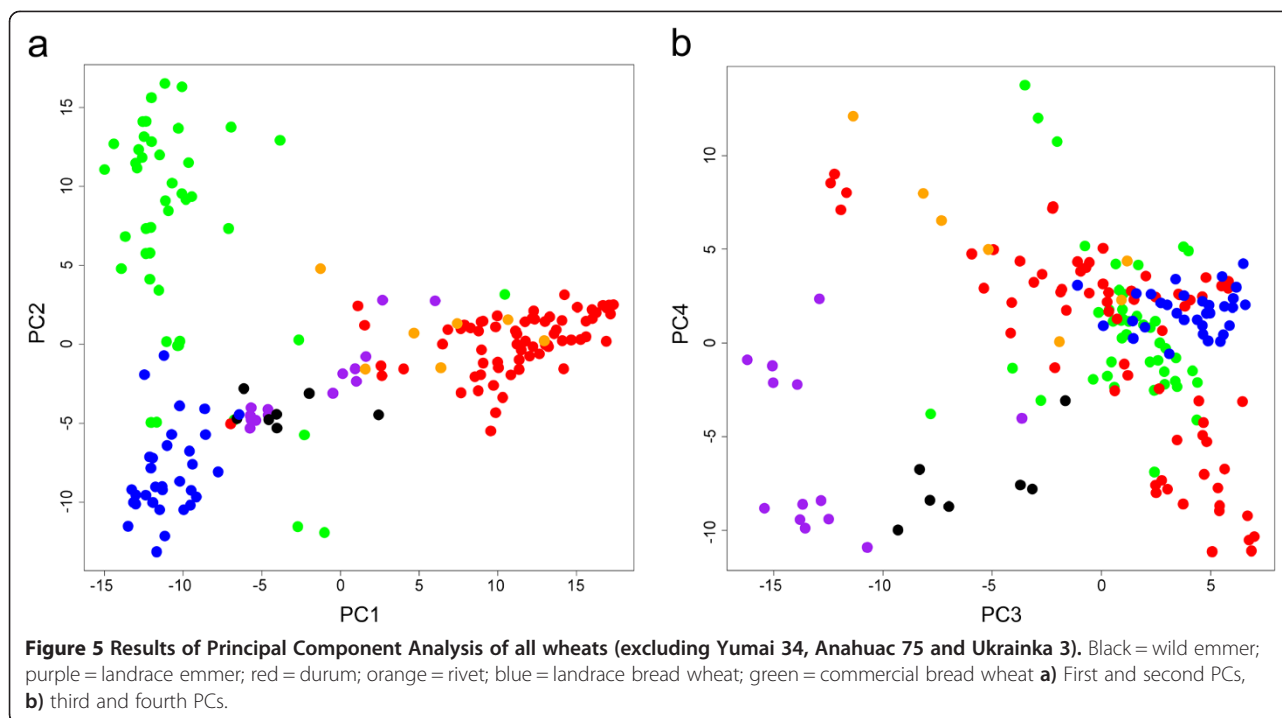 a
b
15
10
5
0
-5
-10
PC2
-15 -10 -5 0 5 10 15
PC1
10
5
0
-5
-10
PC4
-15 -10 -5 0 5
PC3
Figure 5 Results of Principal Component Analysis of all wheats (excluding Yumai 34, Anahuac 75 and Ukrainka 3). Black = wild emmer;
purple = landrace emmer; red = durum; orange = rivet; blue = landrace bread wheat; green = commercial bread wheat a) First and second PCs,
b) third and fourth PCs.